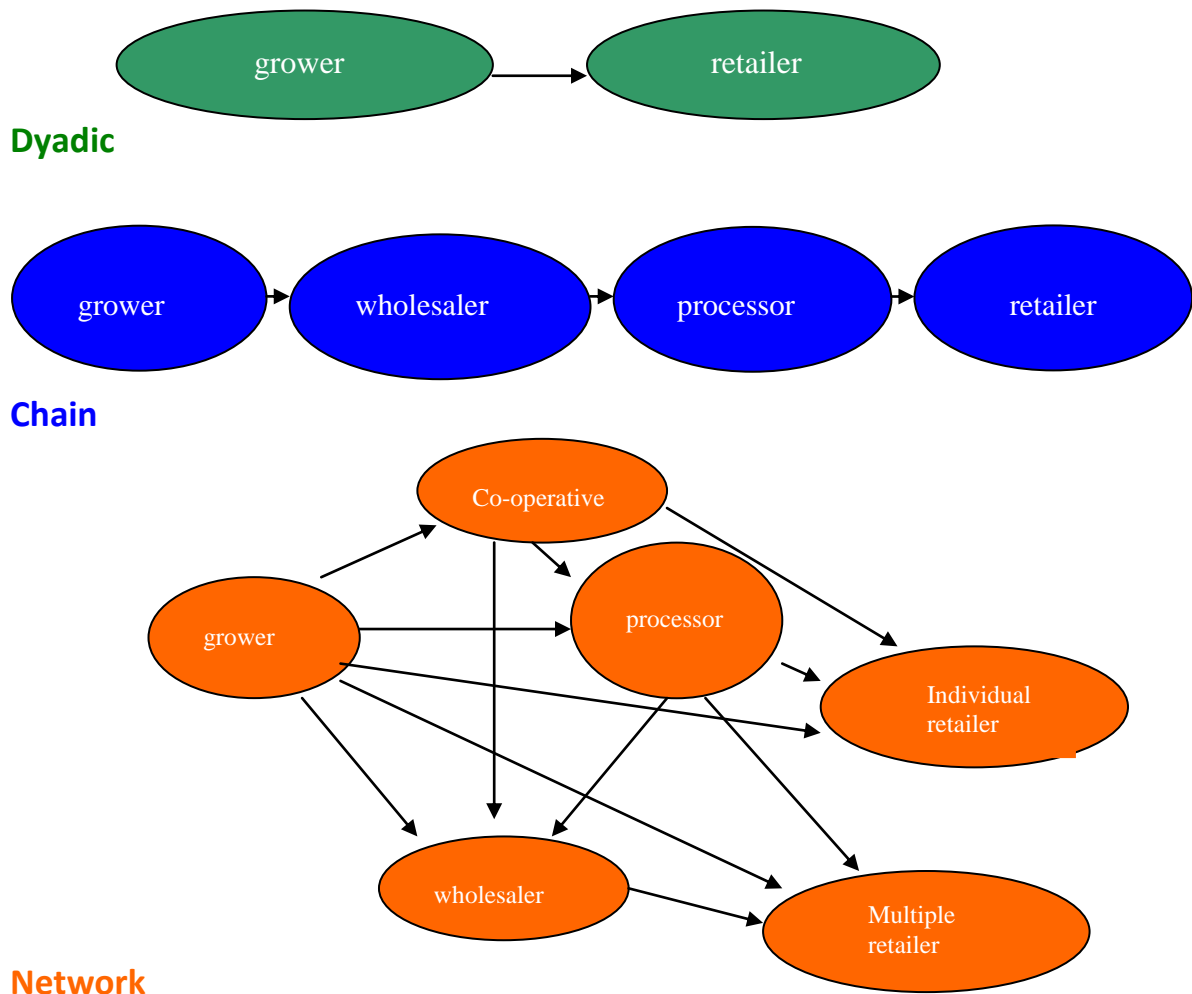 grower
retailer
Dyadic
grower
wholesaler
processor
retailer
Chain
Co-operative
processor
grower
Individual
retailer
wholesaler
Multiple
retailer
Network